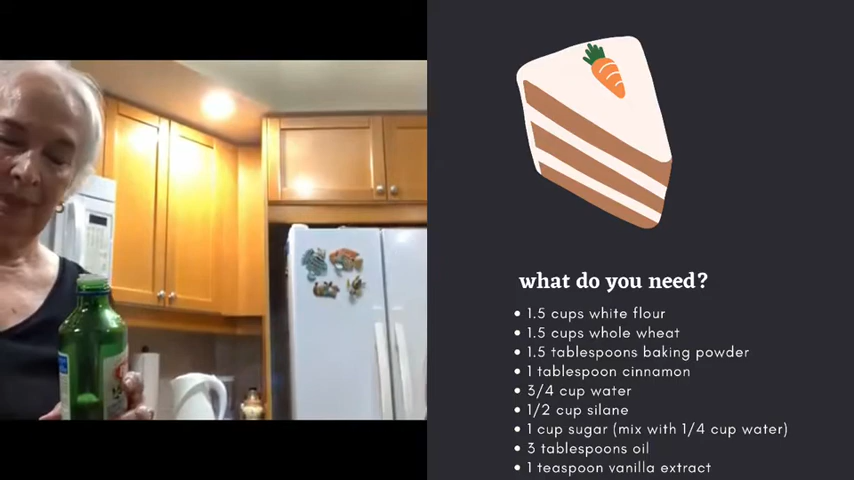 what do you need?
• 1.5 cups white flour
• 1.5 cups whole wheat
• 1.5 tablespoons baking powder
• 1 tablespoon cinnamon
• 3/4 cup water
• 1/2 cup silane
• 1 cup sugar (mix with 1/4 cup water)
• 3 tablespoons oil
• 1 teaspoon vanilla extract